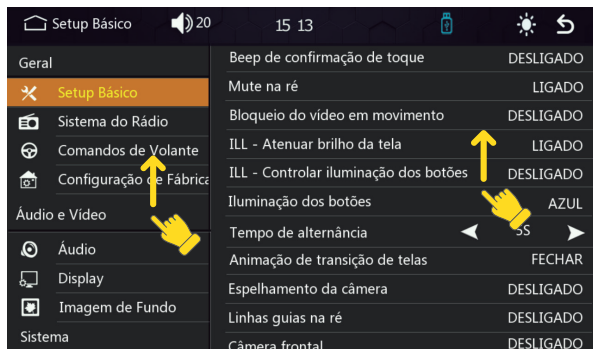 Setup Básico 20 15 13
Geral
Setup Básico
Sistema do Rádio
Comandos de Volante
Configuração de Fábrica
Áudio e Vídeo
Áudio
Display
Imagem de Fundo
Sistema
Beep de confirmação de toque DESLIGADO
Mute na ré LIGADO
Bloqueio do vídeo em movimento DESLIGADO
ILL - Atenuar brilho da tela LIGADO
ILL - Controlar iluminação dos botões DESLIGADO
Iluminação dos botões AZUL
Tempo de alternância 5S
Animação de transição de telas FECHAR
Espelhamento da câmera DESLIGADO
Linhas guias na ré DESLIGADO
Câmera frontal DESLIGADO